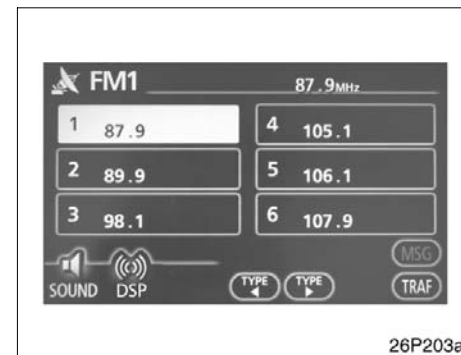 FM1 87.9MHz
1 87.9
2 89.9
3 98.1
4 105.1
5 106.1
6 107.9
MSG
SOUND DSP TYPE TYPE TRAF
26P203a